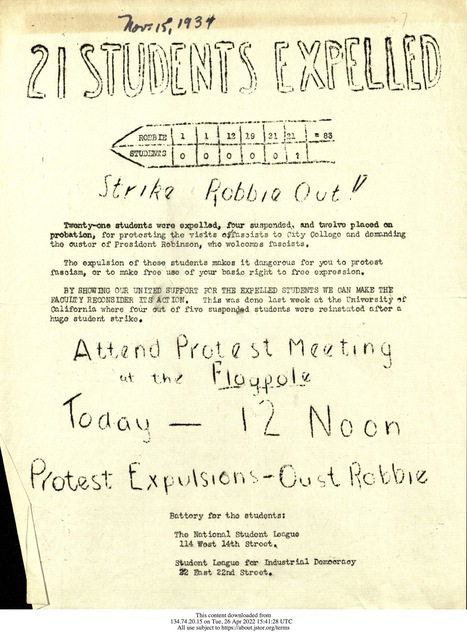 Nov. 15, 1934
21 STUDENTS EXPELLED
ROBBIE 1 1 12 19 21 21 = 83
STUDENTS 0 0 0 0 0 ?
Strike Robbie Out!!
Twenty-one students were expelled, four suspended, and twelve placed on
probation, for protesting the visits of fascists to City College and demanding
the ouster of President Robinson, who welcomes fascists.
The expulsion of these students makes it dangerous for you to protest
fascism, or to make free use of your basic right to free expression.
BY SHOWING OUR UNITED SUPPORT FOR THE EXPELLED STUDENTS WE CAN MAKE THE
FACULTY RECONSIDER ITS ACTION. This was done last week at the University of
California where four out of five suspended students were reinstated after a
hugo student strike.
Attend Protest Meeting
at the Flagpole
Today — 12 Noon
Protest Expulsions - Oust Robbie
Battery for the students:
The National Student League
114 West 14th Street.
Student League for Industrial Democracy
22 East 22nd Street.
This content downloaded from
134.74.20.15 on Tue, 26 Apr 2022 15:41:28 UTC
All use subject to https://about.jstor.org/terms